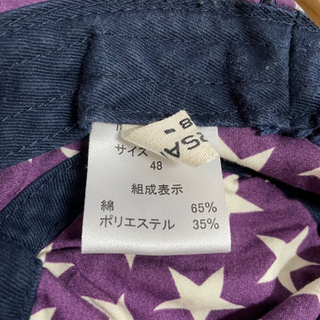 サイズ
48
組成表示
綿 65%
ポリエステル 35%